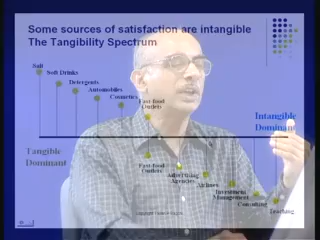 Some sources of satisfaction are intangible
The Tangibility Spectrum
Salt
Soft Drinks
Detergents
Automobiles
Cosmetics
Fast-food
Outlets
Intangible
Dominant
Tangible
Dominant
Fast-food
Outlets
Advertising
Agencies
Airlines
Investment
Management
Consulting
Teaching